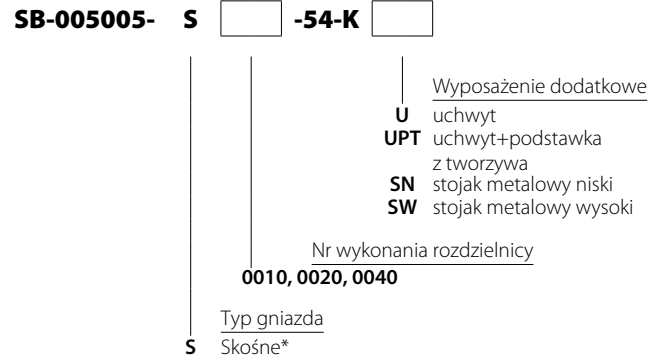 SB-005005- S -54-K
Wyposażenie dodatkowe
U uchwyt
UPT uchwyt+podstawka
z tworzywa
SN stojak metalowy niski
SW stojak metalowy wysoki
Nr wykonania rozdzielnicy
0010, 0020, 0040
Typ gniazda
S Skośne*